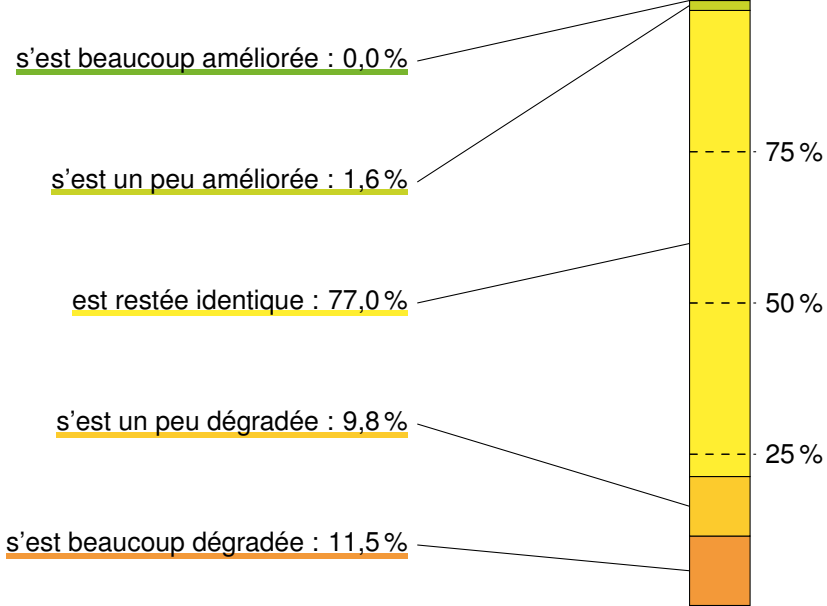 s’est beaucoup améliorée : 0,0 %
75 %
s’est un peu améliorée : 1,6 %
est restée identique : 77,0 %
50 %
s’est un peu dégradée : 9,8 %
25 %
s’est beaucoup dégradée : 11,5 %